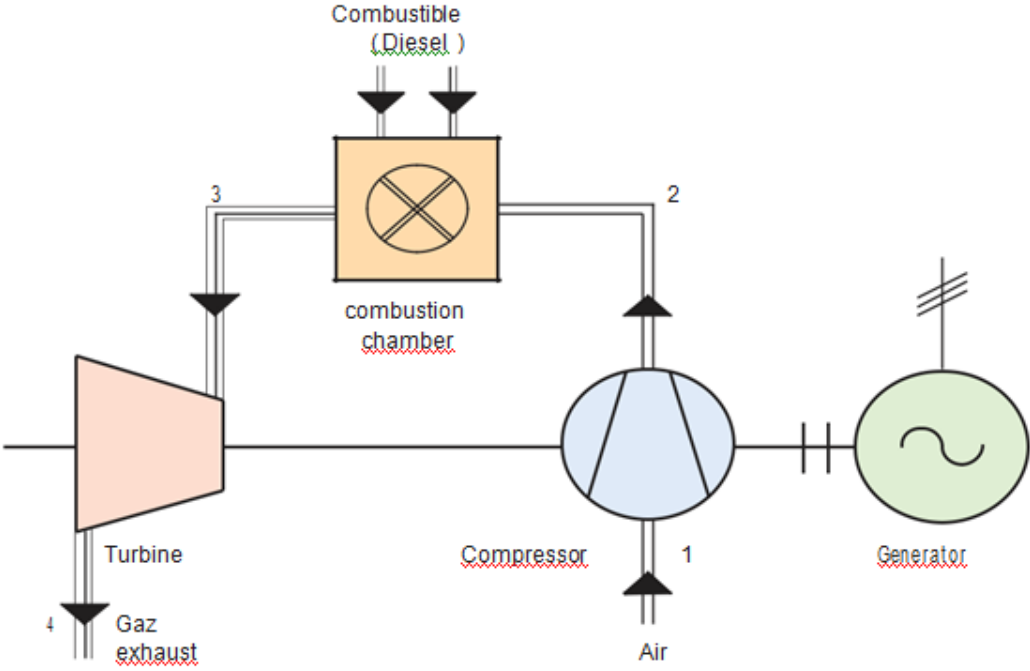 Combustible
(Diesel )
3
2
combustion
chamber
Turbine
Compressor
1
Generator
4
Gaz
exhaust
Air